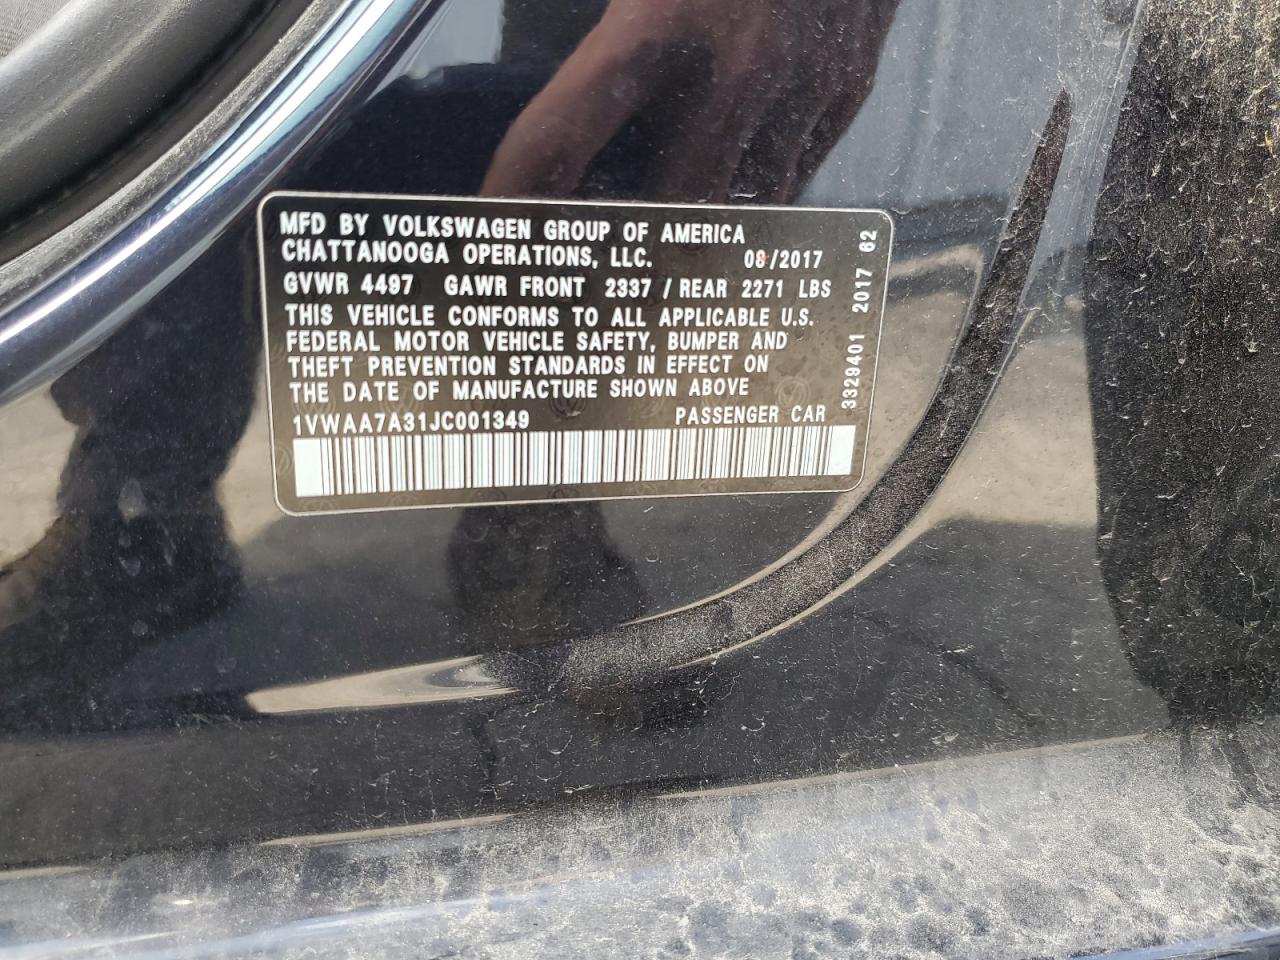 MFD BY VOLKSWAGEN GROUP OF AMERICA
CHATTANOOGA OPERATIONS, LLC. 08/2017
GVWR 4497 GAWR FRONT 2337 / REAR 2271 LBS
THIS VEHICLE CONFORMS TO ALL APPLICABLE U.S.
FEDERAL MOTOR VEHICLE SAFETY, BUMPER AND
THEFT PREVENTION STANDARDS IN EFFECT ON
THE DATE OF MANUFACTURE SHOWN ABOVE
1VWAA7A31JC001349 PASSENGER CAR
3329401 2017 62